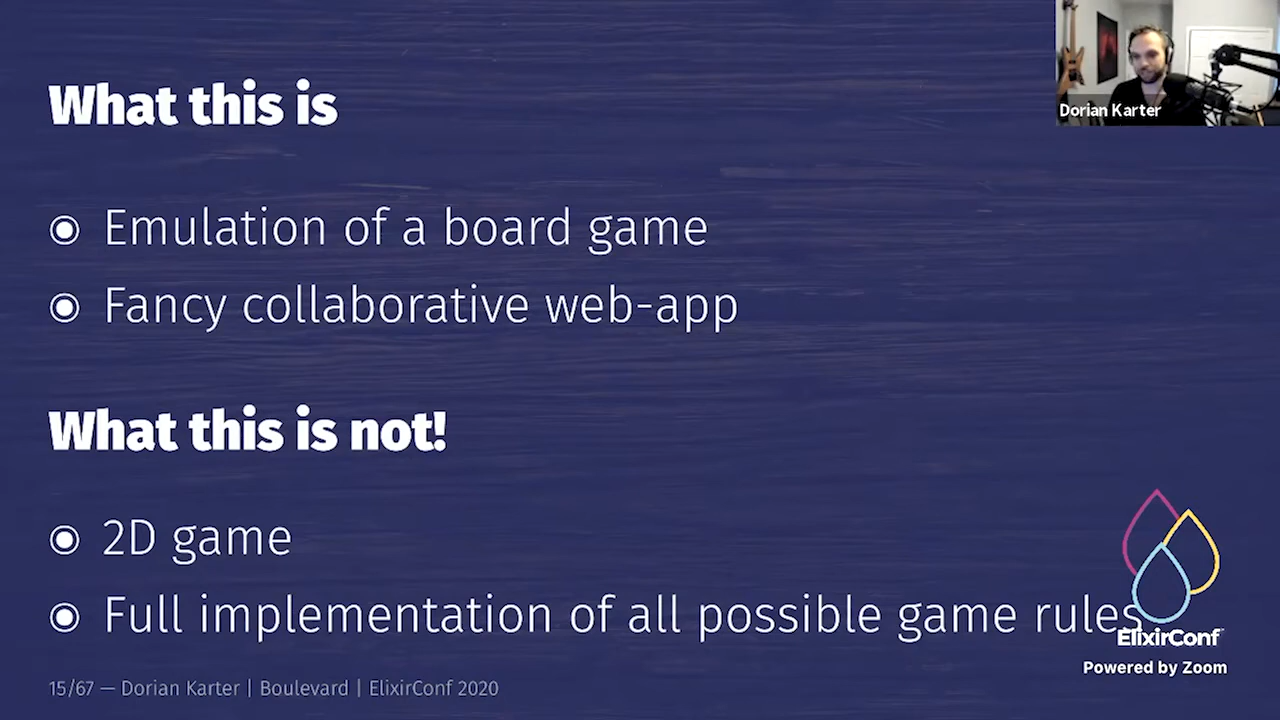 What this is
Dorian Karter
◉ Emulation of a board game
◉ Fancy collaborative web-app
What this is not!
◉ 2D game
◉ Full implementation of all possible game rules
ElixirConf
Powered by Zoom
15/67 — Dorian Karter | Boulevard | ElixirConf 2020